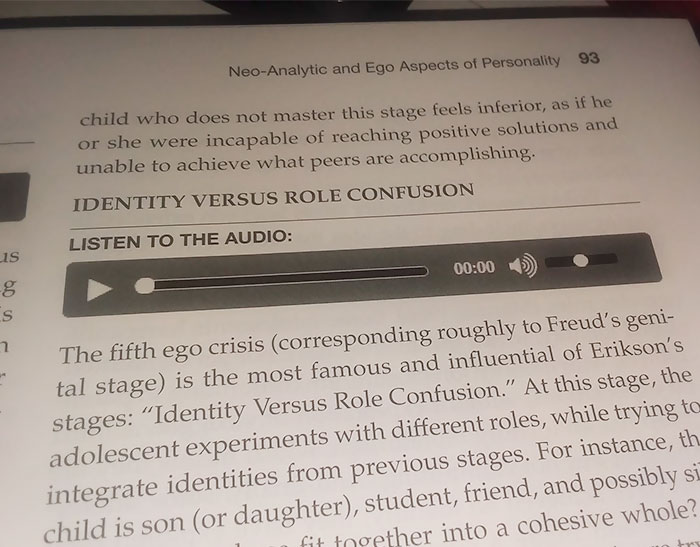 Neo-Analytic and Ego Aspects of Personality 93
child who does not master this stage feels inferior, as if he
or she were incapable of reaching positive solutions and
unable to achieve what peers are accomplishing.
IDENTITY VERSUS ROLE CONFUSION
LISTEN TO THE AUDIO:
00:00
The fifth ego crisis (corresponding roughly to Freud's geni-
tal stage) is the most famous and influential of Erikson's
stages: "Identity Versus Role Confusion." At this stage, the
adolescent experiments with different roles, while trying to
integrate identities from previous stages. For instance, th
child is son (or daughter), student, friend, and possibly si
fit together into a cohesive whole?